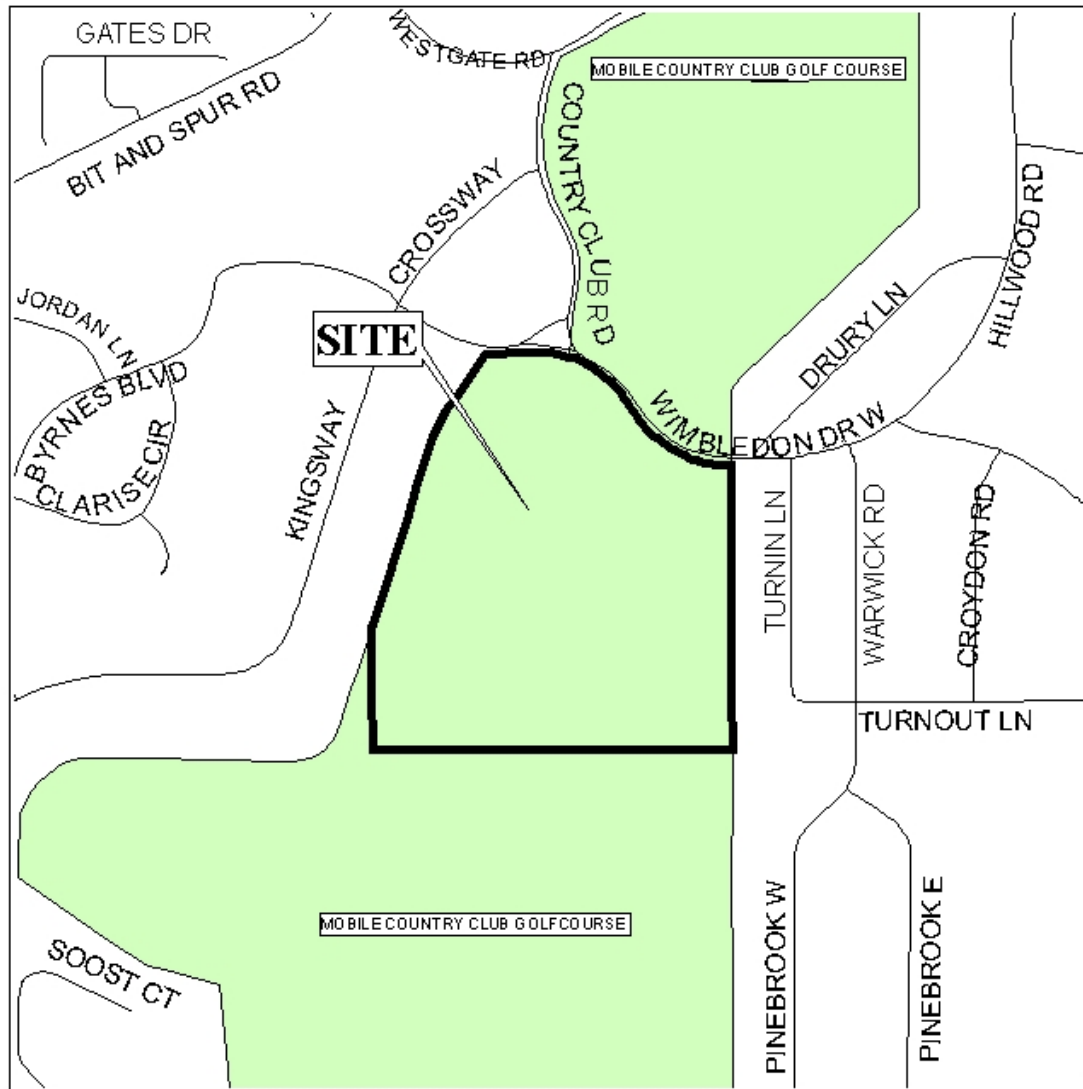 GATES DR
WESTGATE RD
MOBILE COUNTRY CLUB GOLF COURSE
BIT AND SPUR RD
COUNTRY CLUB RD
CROSSWAY
HILLWOOD RD
JORDAN LN
DRURY LN
SITE
BYRNES BLVD
WIMBLEDON DR W
CLARISE CIR
KINGSWAY
TURNIN LN
WARWICK RD
CROYDON RD
TURNOUT LN
MOBILE COUNTRY CLUB GOLF COURSE
SOOST CT
PINEBROOK W
PINEBROOK E